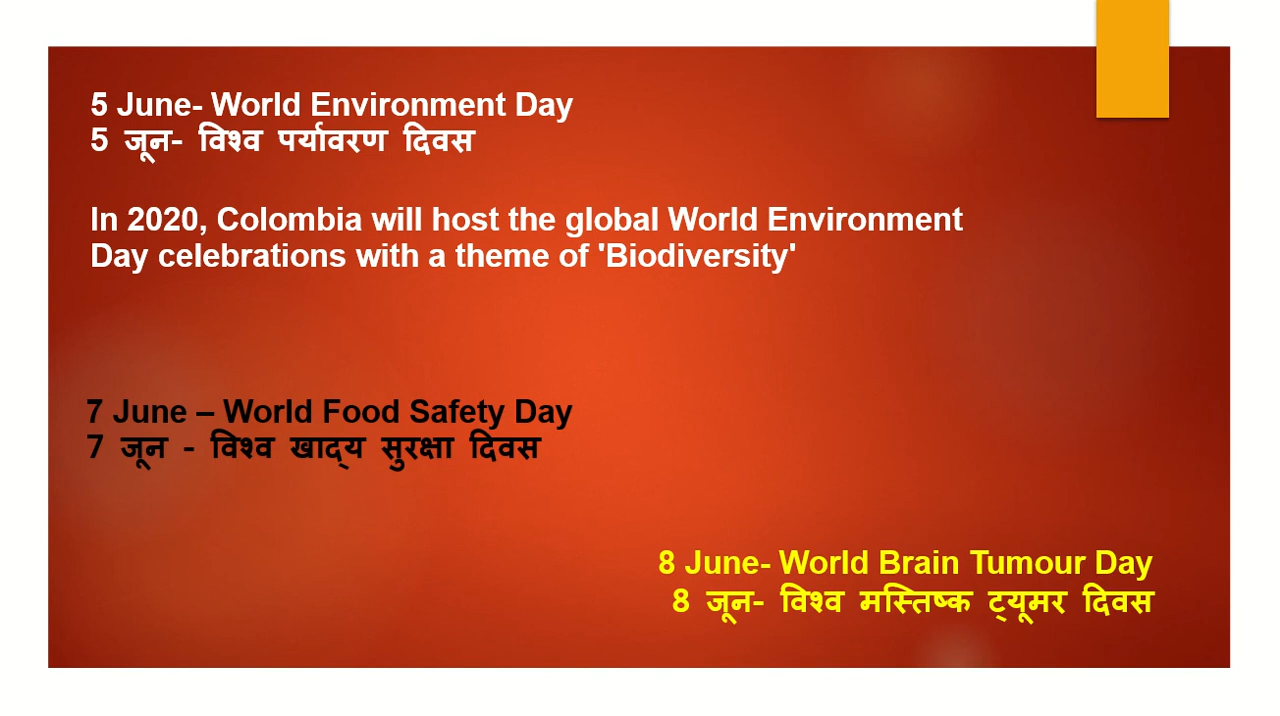 5 June- World Environment Day
5 जून- विश्व पर्यावरण दिवस
In 2020, Colombia will host the global World Environment
Day celebrations with a theme of 'Biodiversity'
7 June – World Food Safety Day
7 जून - विश्व खाद्य सुरक्षा दिवस
8 June- World Brain Tumour Day
8 जून- विश्व मस्तिष्क ट्यूमर दिवस